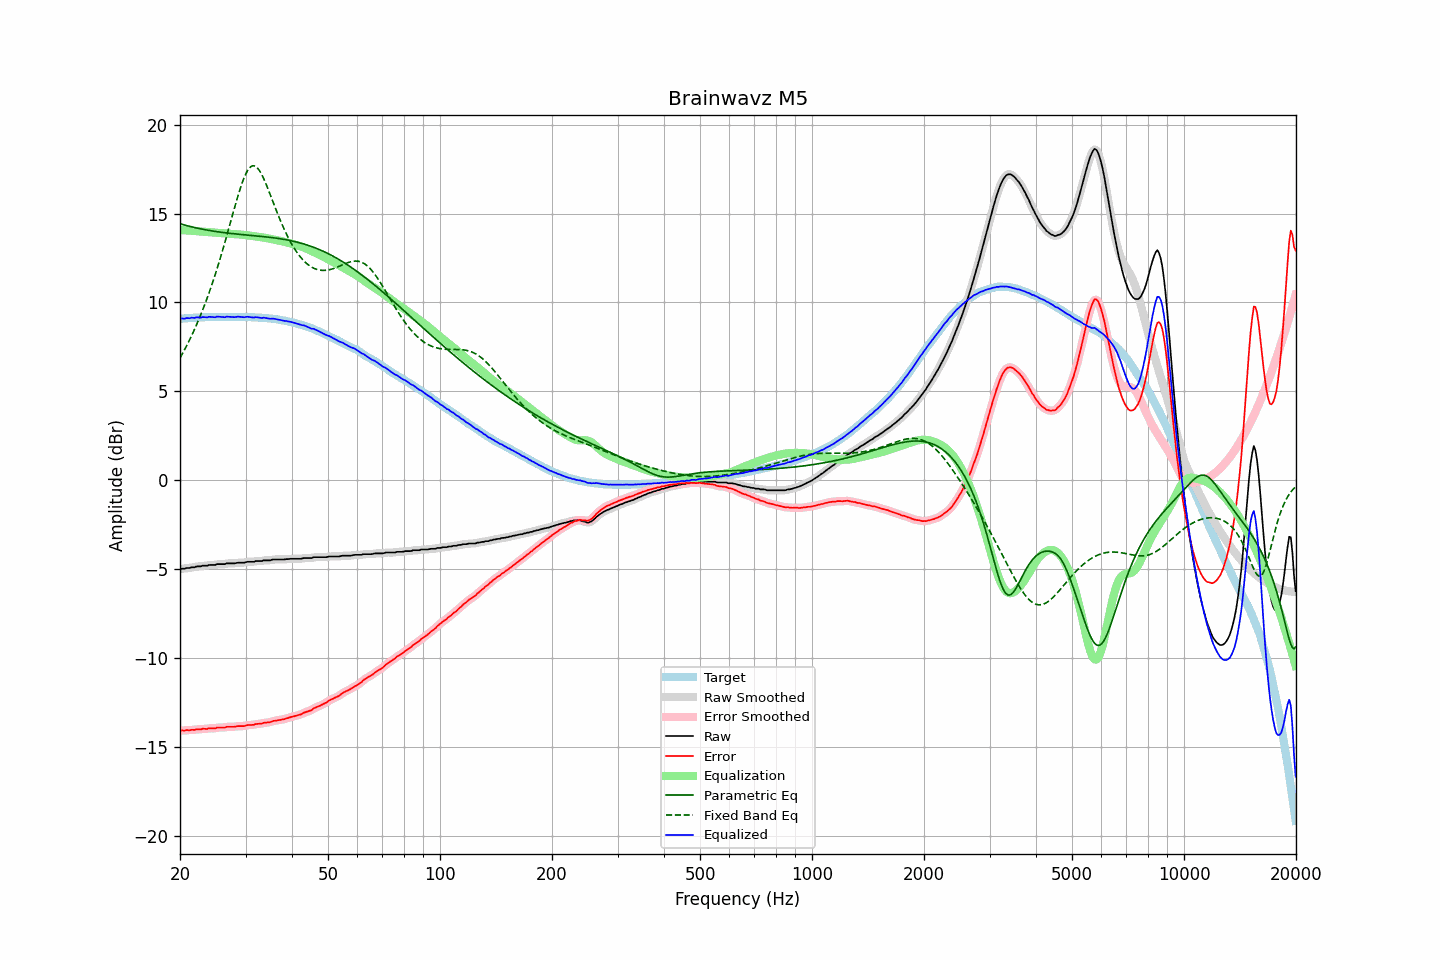 Brainwavz M5
20
15
10
5
0
−5
−10
−15
−20
Amplitude (dBr)
Target
Raw Smoothed
Error Smoothed
Raw
Error
Equalization
Parametric Eq
Fixed Band Eq
Equalized
20
50
100
200
500
1000
2000
5000
10000
20000
Frequency (Hz)